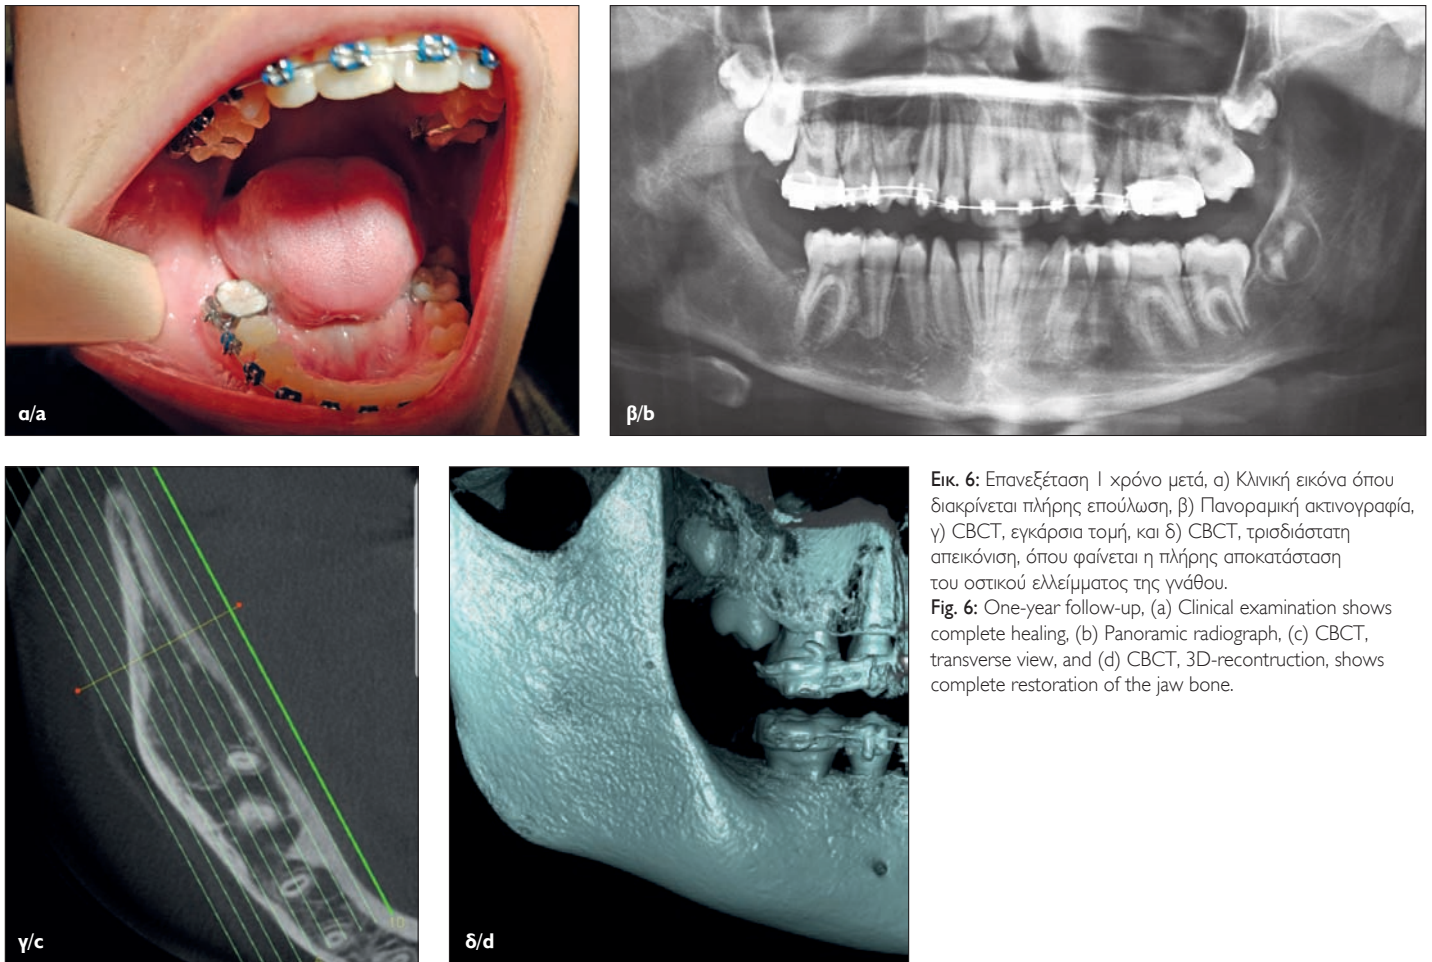 α/a
β/b
γ/c
δ/d
10
Εικ. 6: Επανεξέταση 1 χρόνο μετά, α) Κλινική εικόνα όπου
διακρίνεται πλήρης επούλωση, β) Πανοραμική ακτινογραφία,
γ) CBCT, εγκάρσια τομή, και δ) CBCT, τρισδιάστατη
απεικόνιση, όπου φαίνεται η πλήρης αποκατάσταση
του οστικού ελλείμματος της γνάθου.
Fig. 6: One-year follow-up, (a) Clinical examination shows
complete healing, (b) Panoramic radiograph, (c) CBCT,
transverse view, and (d) CBCT, 3D-recontruction, shows
complete restoration of the jaw bone.